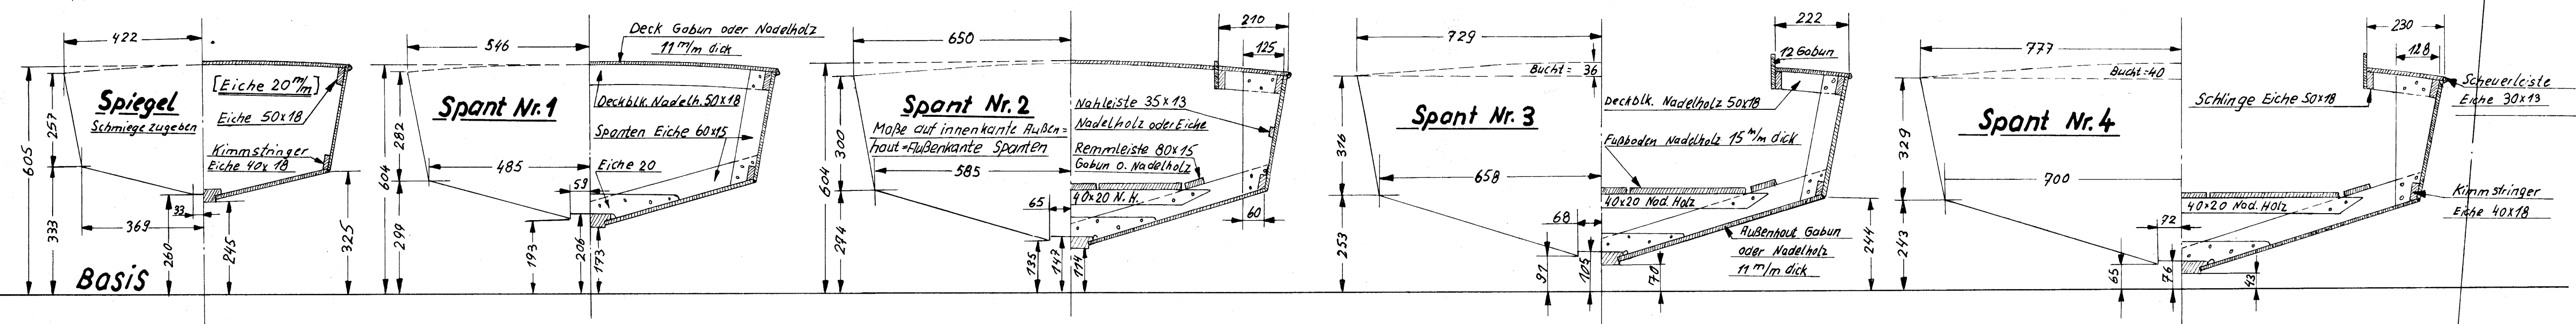 422
605
257
333
Spiegel
Schmiege zugeben
[Eiche 20 m/m]
Eiche 50x18
Kimmstringer
Eiche 40x18
33
369
260
245
325
Basis
546
604
282
299
Spant Nr.1
485
59
193
206
173
Deck Gabun oder Nadelholz
11 m/m dick
Deckblk. Nadelh. 50x18
Spanten Eiche 60x15
Eiche 20
650
604
300
294
Spant Nr.2
Maße auf innenkante Außen=
haut=Außenkante Spanten
585
65
135
147
114
210
125
Nahleiste 35x13
Nadelholz oder Eiche
Remmleiste 80x15
Gabun o. Nadelholz
40x20 N.H.
60
729
Bucht = 36
316
253
Spant Nr.3
658
68
91
105
70
222
12 Gabun
Deckblk. Nadelholz 50x18
Fußboden Nadelholz 15 m/m dick
40x20 Nad. Holz
Außenhout Gabun
oder Nadelholz
11 m/m dick
244
777
Bucht=40
329
243
Spant Nr.4
700
72
65
76
43
230
128
Schlinge Eiche 50x18
Scheuerleiste
Eiche 30x13
40x20 Nad. Holz
Kimmstringer
Eiche 40x18